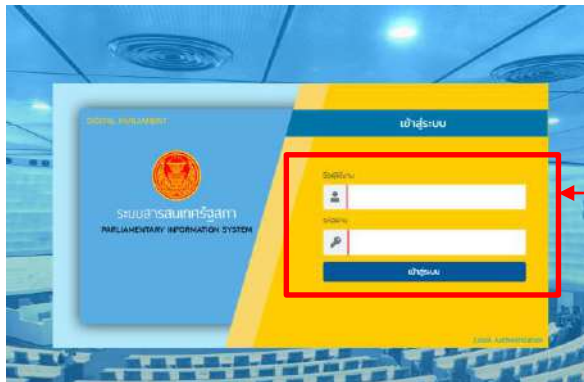 DIGITAL PARLIAMENT
ระบบสารสนเทศรัฐสภา
PARLIAMENTARY INFORMATION SYSTEM
เข้าสู่ระบบ
ชื่อผู้ใช้งาน
รหัสผ่าน
เข้าสู่ระบบ
Authentication